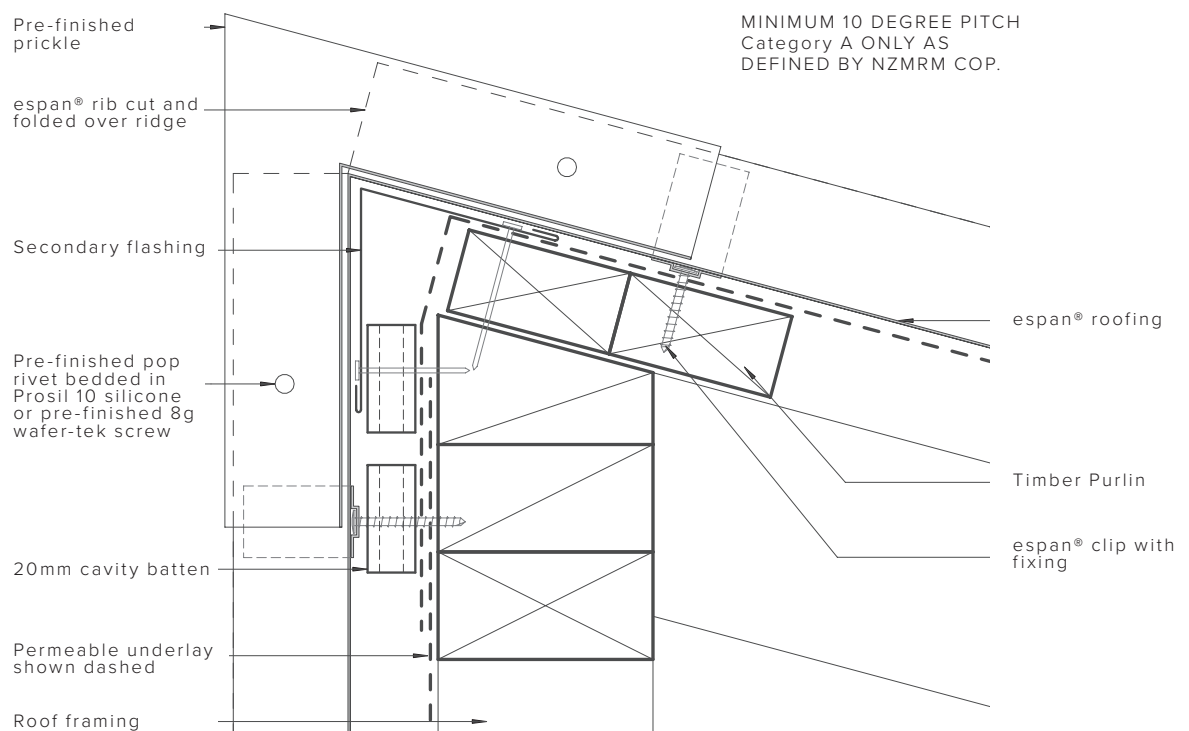 Pre-finished
prickle
MINIMUM 10 DEGREE PITCH
Category A ONLY AS
DEFINED BY NZMRM COP.
espan® rib cut and
folded over ridge
Secondary flashing
espan® roofing
Pre-finished pop
rivet bedded in
Prosil 10 silicone
or pre-finished 8g
wafer-tek screw
Timber Purlin
espan® clip with
fixing
20mm cavity batten
Permeable underlay
shown dashed
Roof framing